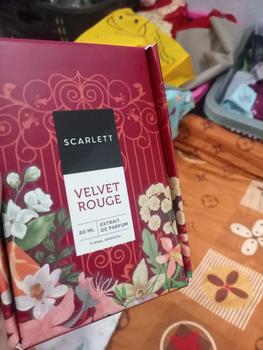 SCARLETT
VELVET
ROUGE
30 ML
EXTRAIT
DE PARFUM
FLORAL ORIENTAL